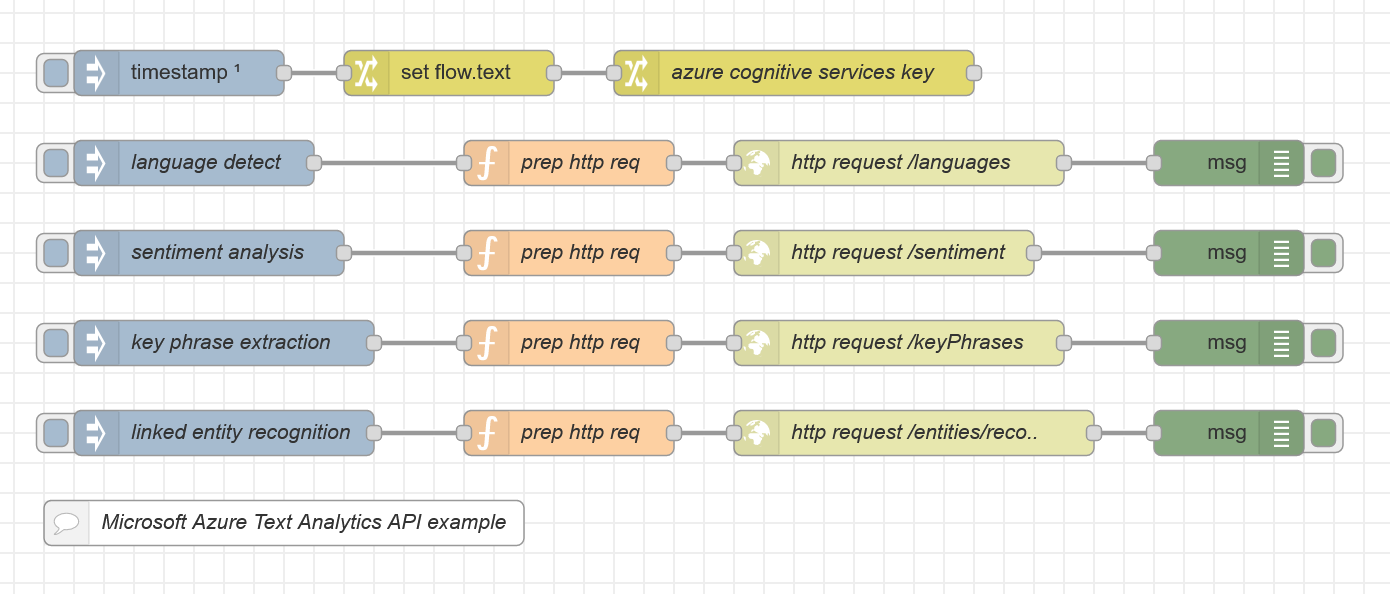 timestamp ¹ set flow.text azure cognitive services key
language detect prep http req http request /languages msg
sentiment analysis prep http req http request /sentiment msg
key phrase extraction prep http req http request /keyPhrases msg
linked entity recognition prep http req http request /entities/reco.. msg
Microsoft Azure Text Analytics API example